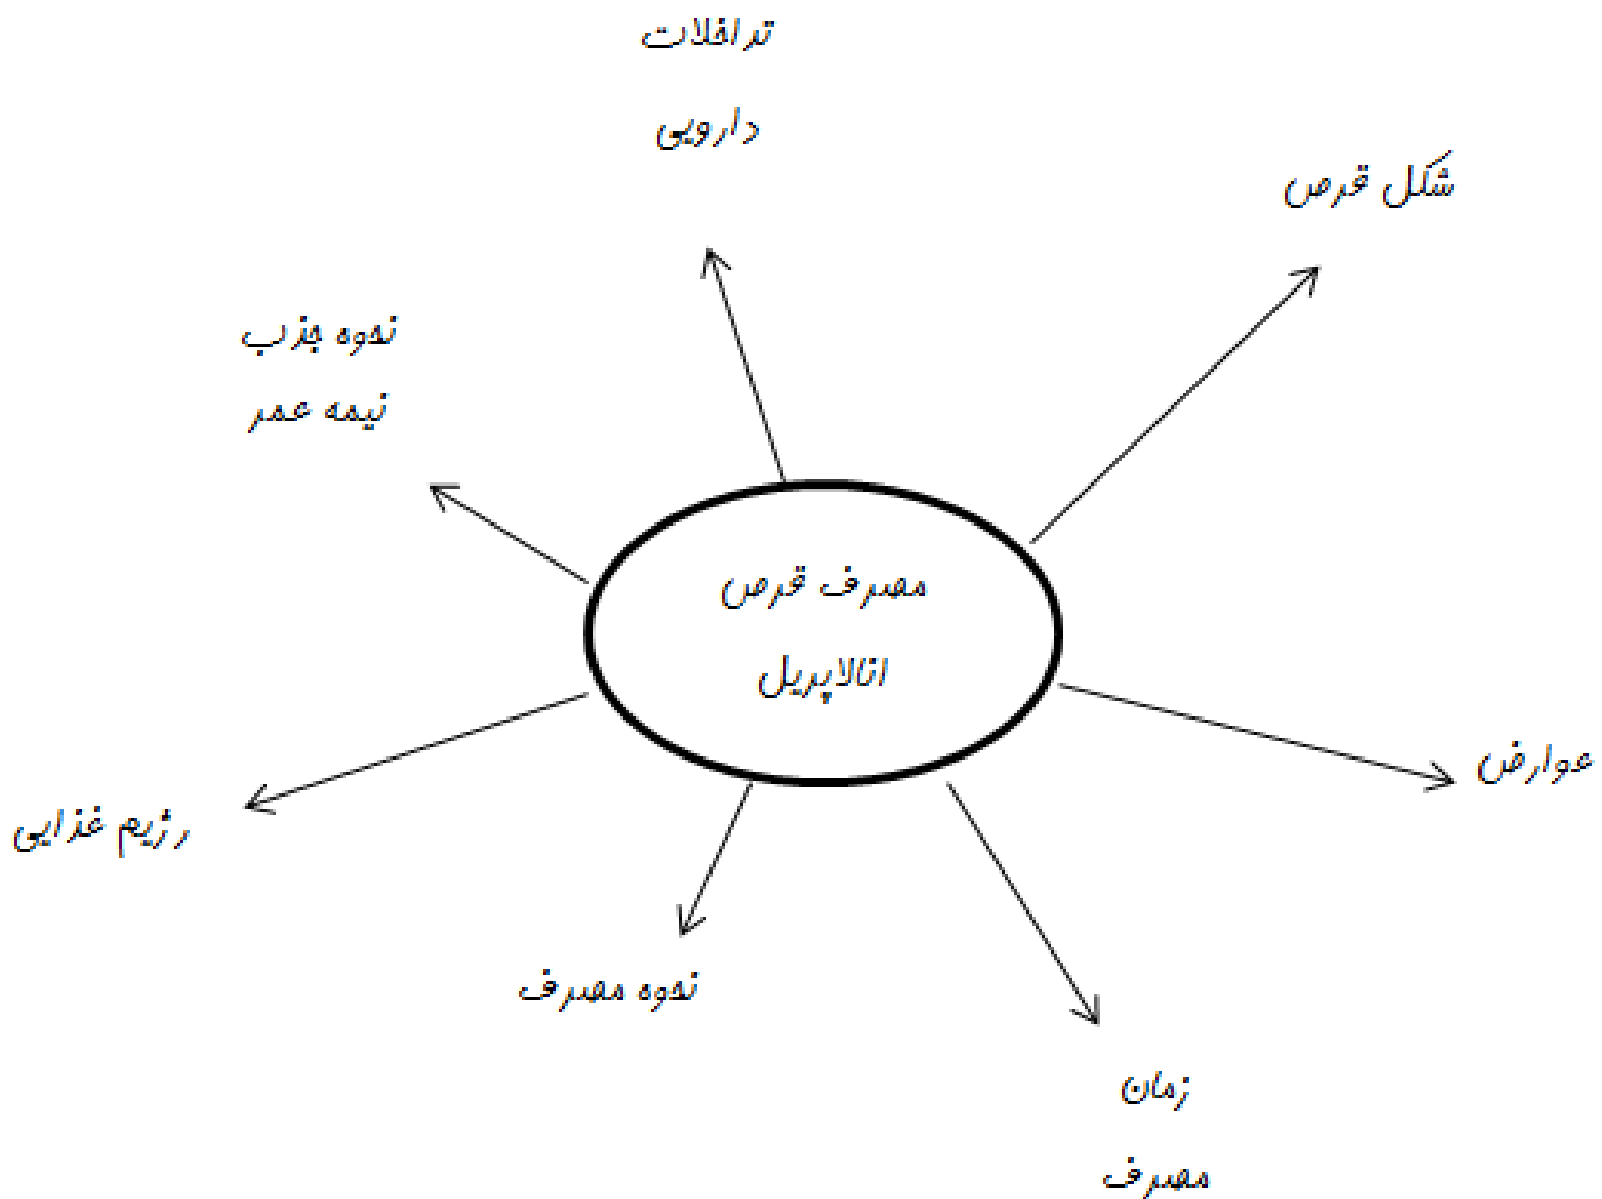 تداخلات
دارویی
شکل قرص
نحوه جذب
نیمه عمر
مصرف قرص
انالاپریل
عوارض
رژیم غذایی
نحوه مصرف
زمان
مصرف